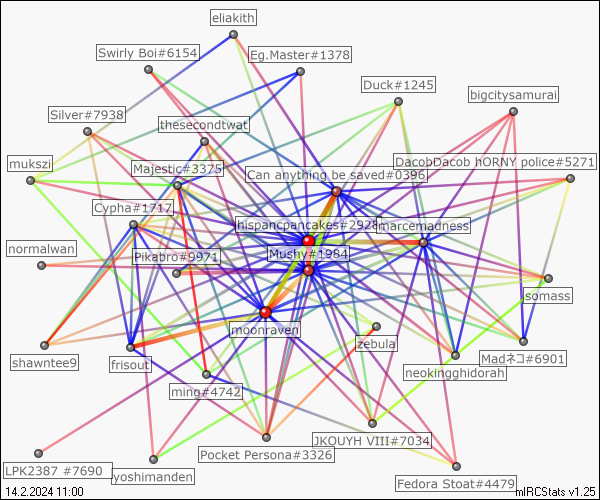 eliakith
Swirly Boi#6154
Eg.Master#1378
Duck#1245
bigcitysamurai
Silver#7938
thesecondtwat
mukszi
Majestic#3375
Can anything be saved#0396
DacobDacob hORNY police#5271
Cypha#1717
hispancpancakes#2928
marcemadness
normalwan
Pikabro#9971
Mushy#1984
somass
moonraven
zebula
shawntee9
frisout
neokingghidorah
Madネコ#6901
ming#4742
JKOUYH VIII#7034
Pocket Persona#3326
LPK2387 #7690
yoshimanden
Fedora Stoat#4479
14.2.2024 11:00
mIRCStats v1.25